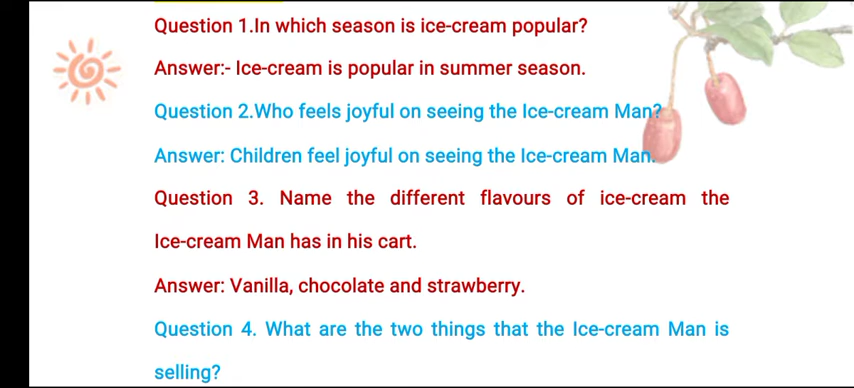 Question 1.In which season is ice-cream popular?
Answer:- Ice-cream is popular in summer season.
Question 2.Who feels joyful on seeing the Ice-cream Man?
Answer: Children feel joyful on seeing the Ice-cream Man.
Question 3. Name the different flavours of ice-cream the
Ice-cream Man has in his cart.
Answer: Vanilla, chocolate and strawberry.
Question 4. What are the two things that the Ice-cream Man is
selling?